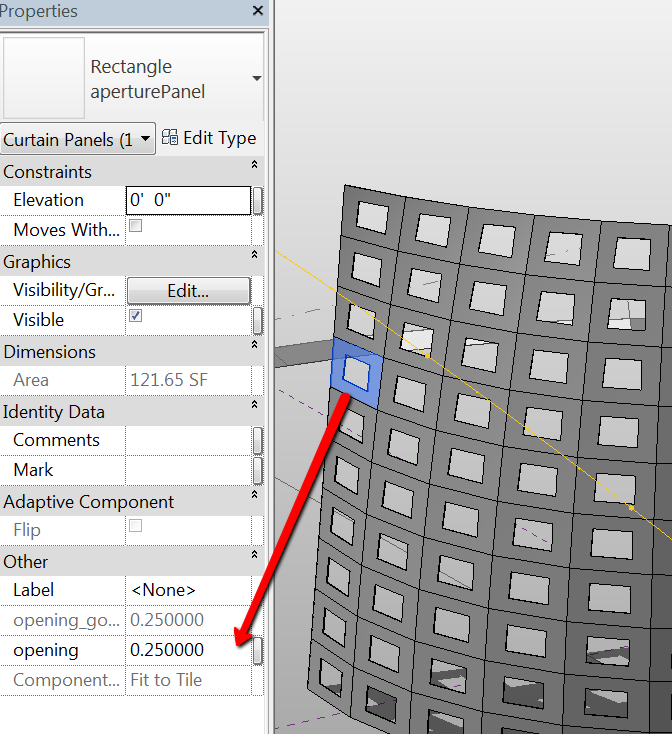 Properties
Rectangle
aperturePanel
Curtain Panels (1
Edit Type
Constraints
Elevation 0' 0"
Moves With...
Graphics
Visibility/Gr... Edit...
Visible
Dimensions
Area 121.65 SF
Identity Data
Comments
Mark
Adaptive Component
Flip
Other
Label <None>
opening_go... 0.250000
opening 0.250000
Component... Fit to Tile